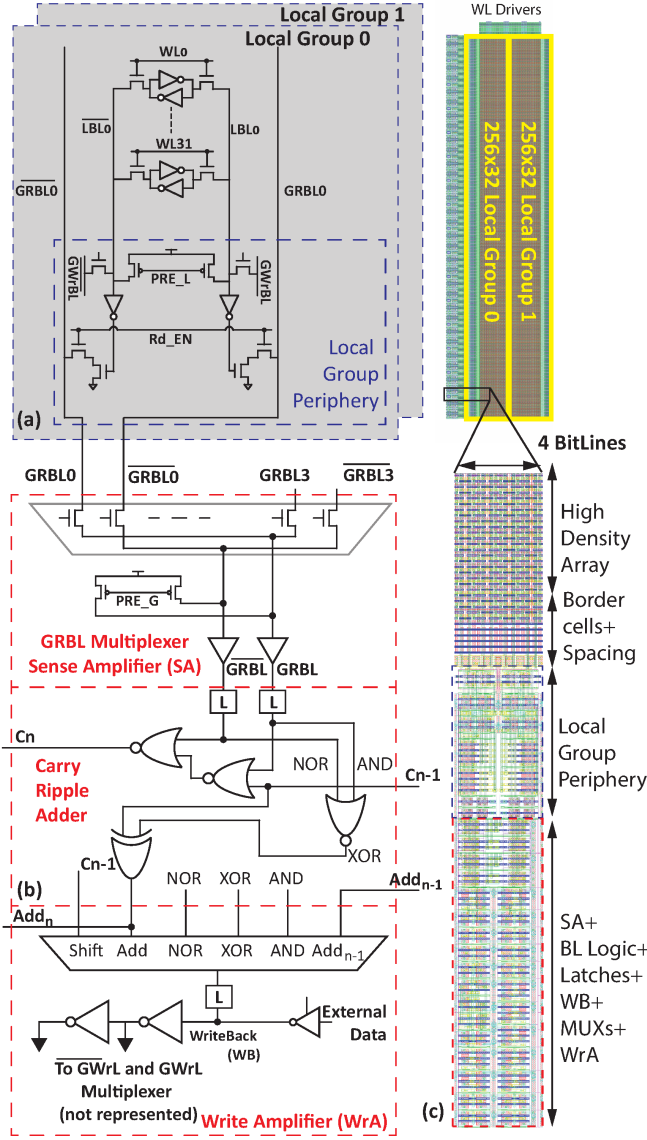 Local Group 1
Local Group 0
WL0
LBL0
LBL0
WL31
GRBL0
GRBL0
GWrBL
PRE_L
GWrBL
Rd_EN
Local
Group
Periphery
(a)
GRBL0
GRBL0
GRBL3
GRBL3
PRE_G
GRBL Multiplexer
Sense Amplifier (SA)
GRBL
GRBL
L
L
Cn
Carry
Ripple
Adder
NOR
AND
Cn-1
XOR
Cn-1
(b)
NOR
XOR
AND
Addn-1
Addn
Shift
Add
NOR
XOR
AND
Addn-1
L
External
Data
WriteBack
(WB)
To GWrL and GWrL
Multiplexer
(not represented)
Write Amplifier (WrA)
WL Drivers
256x32 Local Group 0
256x32 Local Group 1
4 BitLines
High
Density
Array
Border
cells+
Spacing
Local
Group
Periphery
SA+
BL Logic+
Latches+
WB+
MUXs+
WrA
(c)